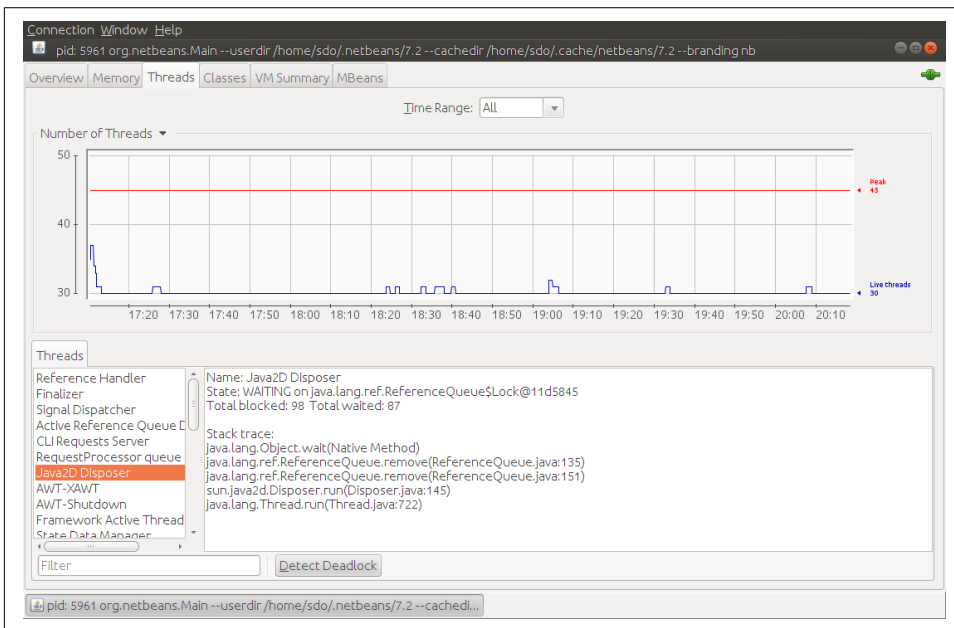 Connection Window Help
pid: 5961 org.netbeans.Main --userdir /home/sdo/.netbeans/7.2 --cachedir /home/sdo/.cache/netbeans/7.2 --branding nb
Overview Memory Threads Classes VM Summary MBeans
Time Range: All
Number of Threads
50
40
30
Peak
45
Live threads
30
17:20 17:30 17:40 17:50 18:00 18:10 18:20 18:30 18:40 18:50 19:00 19:10 19:20 19:30 19:40 19:50 20:00 20:10
Threads
Reference Handler
Finalizer
Signal Dispatcher
Active Reference Queue D
CLI Requests Server
RequestProcessor queue
Java2D Disposer
AWT-XAWT
AWT-Shutdown
Framework Active Thread
State Data Manager
Name: Java2D Disposer
State: WAITING on java.lang.ref.ReferenceQueue$Lock@11d5845
Total blocked: 98 Total waited: 87
Stack trace:
java.lang.Object.wait(Native Method)
java.lang.ref.ReferenceQueue.remove(ReferenceQueue.java:135)
java.lang.ref.ReferenceQueue.remove(ReferenceQueue.java:151)
sun.java2d.Disposer.run(Disposer.java:145)
java.lang.Thread.run(Thread.java:722)
Filter
Detect Deadlock
pid: 5961 org.netbeans.Main --userdir /home/sdo/.netbeans/7.2 --cachedi...